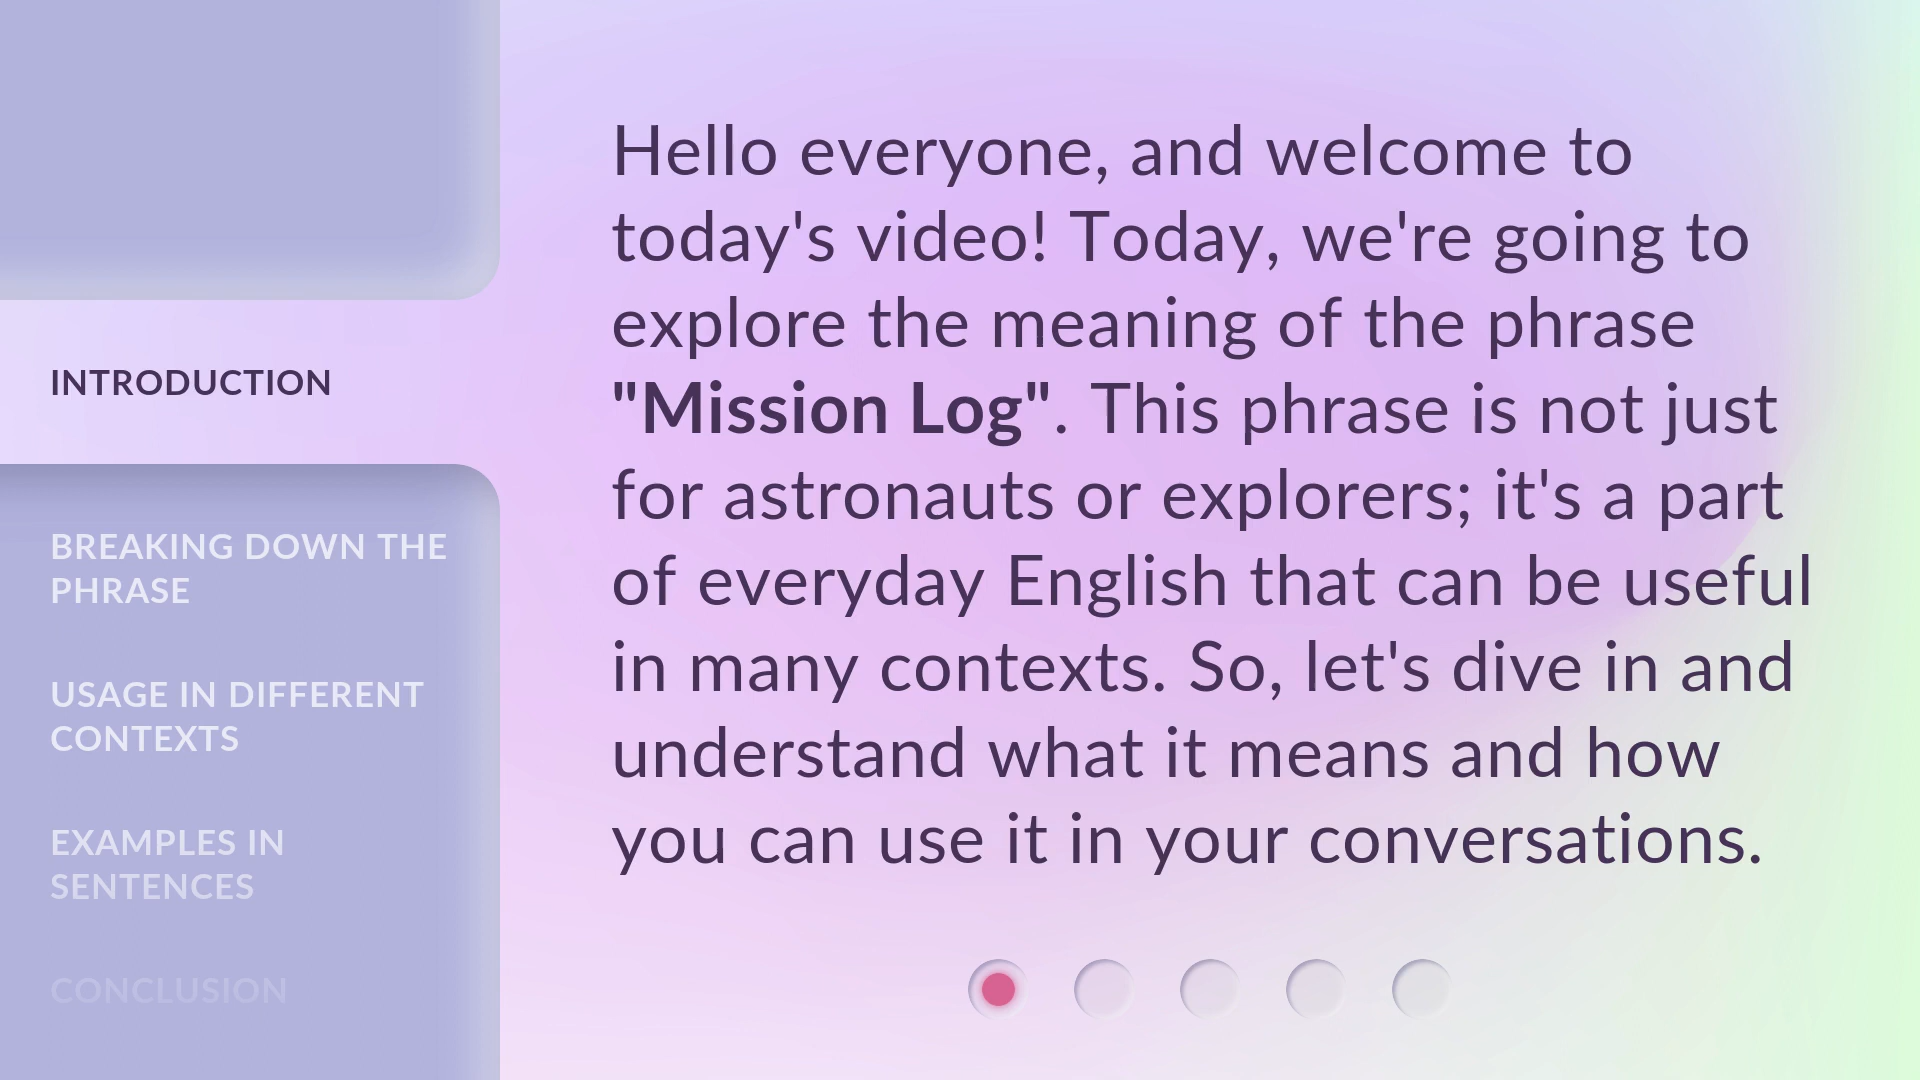 INTRODUCTION
BREAKING DOWN THE
PHRASE
USAGE IN DIFFERENT
CONTEXTS
EXAMPLES IN
SENTENCES
CONCLUSION
Hello everyone, and welcome to
today's video! Today, we're going to
explore the meaning of the phrase
"Mission Log". This phrase is not just
for astronauts or explorers; it's a part
of everyday English that can be useful
in many contexts. So, let's dive in and
understand what it means and how
you can use it in your conversations.